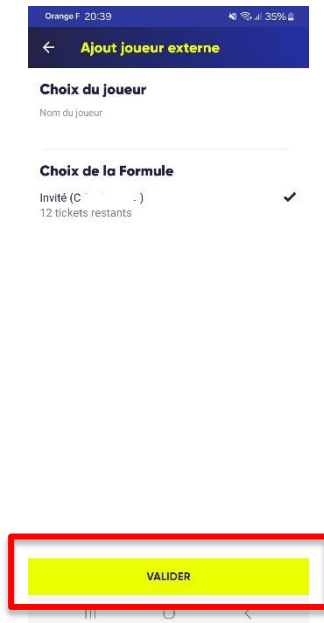 Orange F 20:39 35%
Ajout joueur externe
Choix du joueur
Nom du joueur
Choix de la Formule
Invité (C . )
12 tickets restants
VALIDER